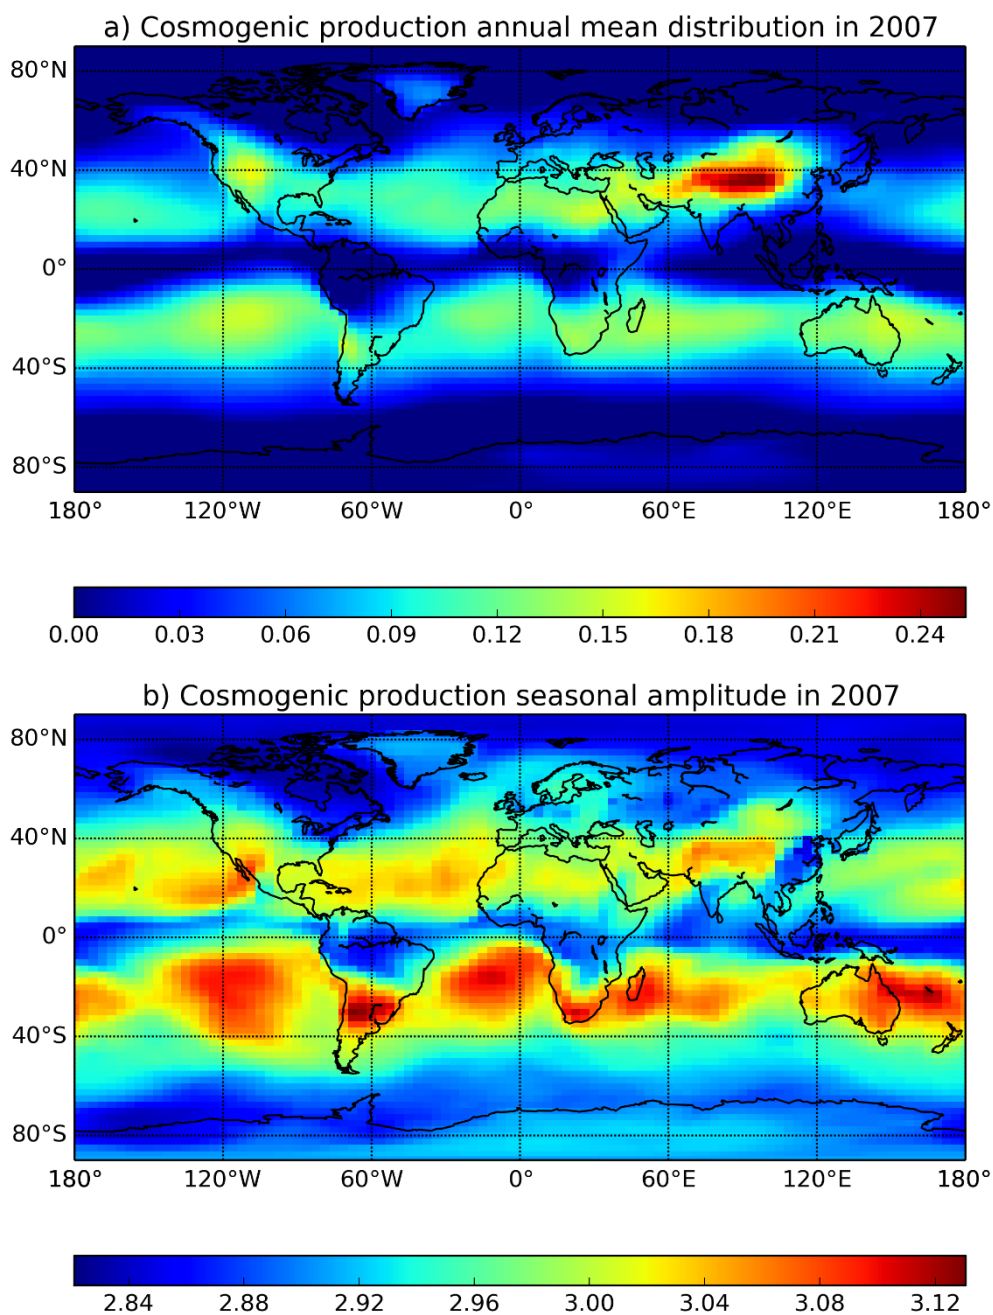 a) Cosmogenic production annual mean distribution in 2007
80°N
40°N
0°
40°S
80°S
180° 120°W 60°W 0° 60°E 120°E 180°
0.00 0.03 0.06 0.09 0.12 0.15 0.18 0.21 0.24
b) Cosmogenic production seasonal amplitude in 2007
80°N
40°N
0°
40°S
80°S
180° 120°W 60°W 0° 60°E 120°E 180°
2.84 2.88 2.92 2.96 3.00 3.04 3.08 3.12